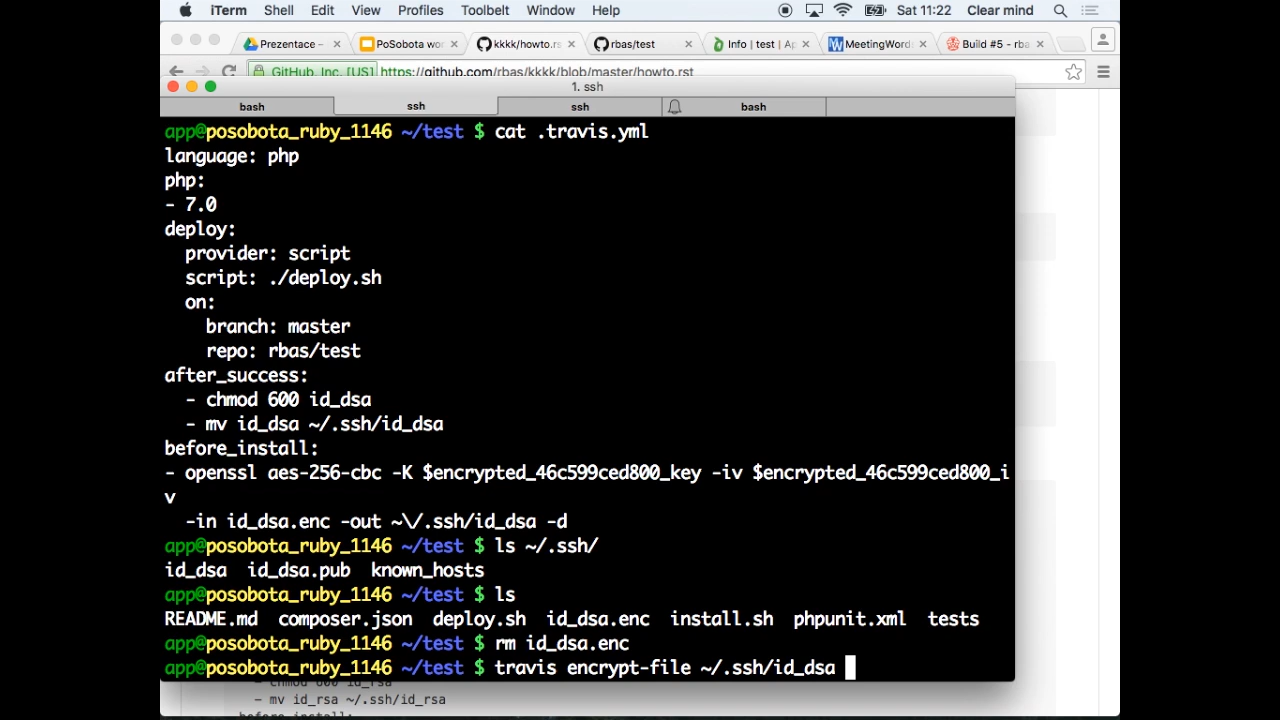 iTerm Shell Edit View Profiles Toolbelt Window Help Sat 11:22 Clear mind
Prezentace – PoSobota wo kkkk/howto.rs rbas/test Info | test | A MeetingWord Build #5 - rba
GitHub, Inc. [US] https://github.com/rbas/kkkk/blob/master/howto.rst
1. ssh
bash ssh ssh bash
app@posobota_ruby_1146 ~/test $ cat .travis.yml
language: php
php:
- 7.0
deploy:
provider: script
script: ./deploy.sh
on:
branch: master
repo: rbas/test
after_success:
- chmod 600 id_dsa
- mv id_dsa ~/.ssh/id_dsa
before_install:
- openssl aes-256-cbc -K $encrypted_46c599ced800_key -iv $encrypted_46c599ced800_i
v
-in id_dsa.enc -out ~\/.ssh/id_dsa -d
app@posobota_ruby_1146 ~/test $ ls ~/.ssh/
id_dsa id_dsa.pub known_hosts
app@posobota_ruby_1146 ~/test $ ls
README.md composer.json deploy.sh id_dsa.enc install.sh phpunit.xml tests
app@posobota_ruby_1146 ~/test $ rm id_dsa.enc
app@posobota_ruby_1146 ~/test $ travis encrypt-file ~/.ssh/id_dsa
- chmod 600 id_rsa
- mv id_rsa ~/.ssh/id_rsa
before_install: